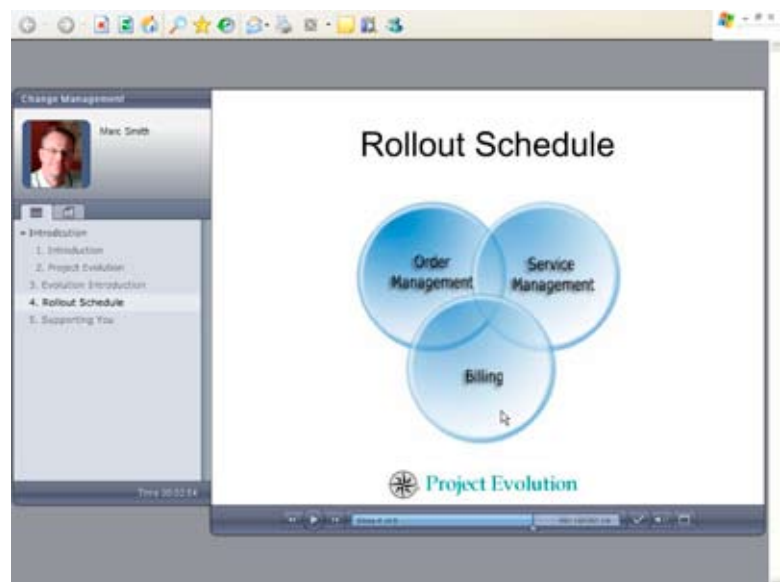 Change Management
Marc Smith
Introduction
1. Introduction
2. Project Evolution
3. Evolution Introduction
4. Rollout Schedule
5. Supporting You
Time
Rollout Schedule
Order
Management
Service
Management
Billing
Project Evolution